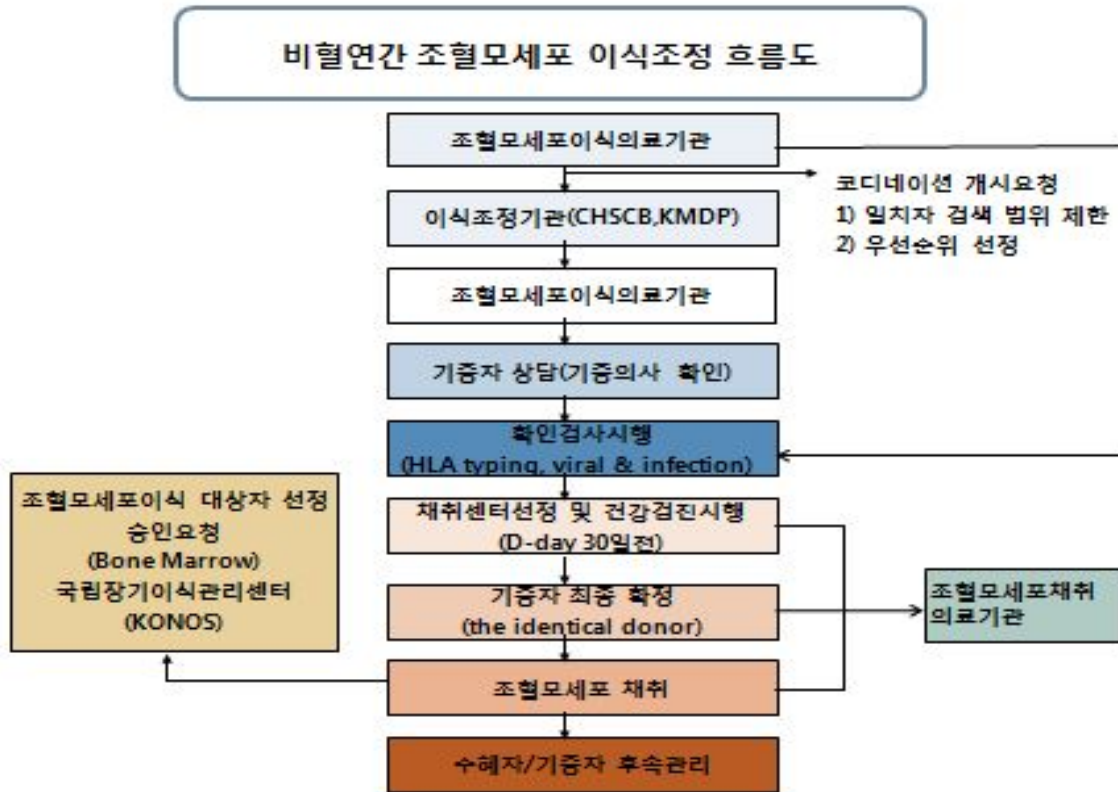 비혈연간 조혈모세포 이식조정 흐름도
조혈모세포이식의료기관
코디네이션 개시요청
1) 일치자 검색 범위 제한
2) 우선순위 선정
이식조정기관(CHSCB,KMDP)
조혈모세포이식의료기관
기증자 상담(기증의사 확인)
확인검사시행
(HLA typing, viral & infection)
채취센터선정 및 건강검진시행
(D-day 30일전)
조혈모세포이식 대상자 선정
승인요청
(Bone Marrow)
국립장기이식관리센터
(KONOS)
기증자 최종 확정
(the identical donor)
조혈모세포채취
의료기관
조혈모세포 채취
수혜자/기증자 후속관리